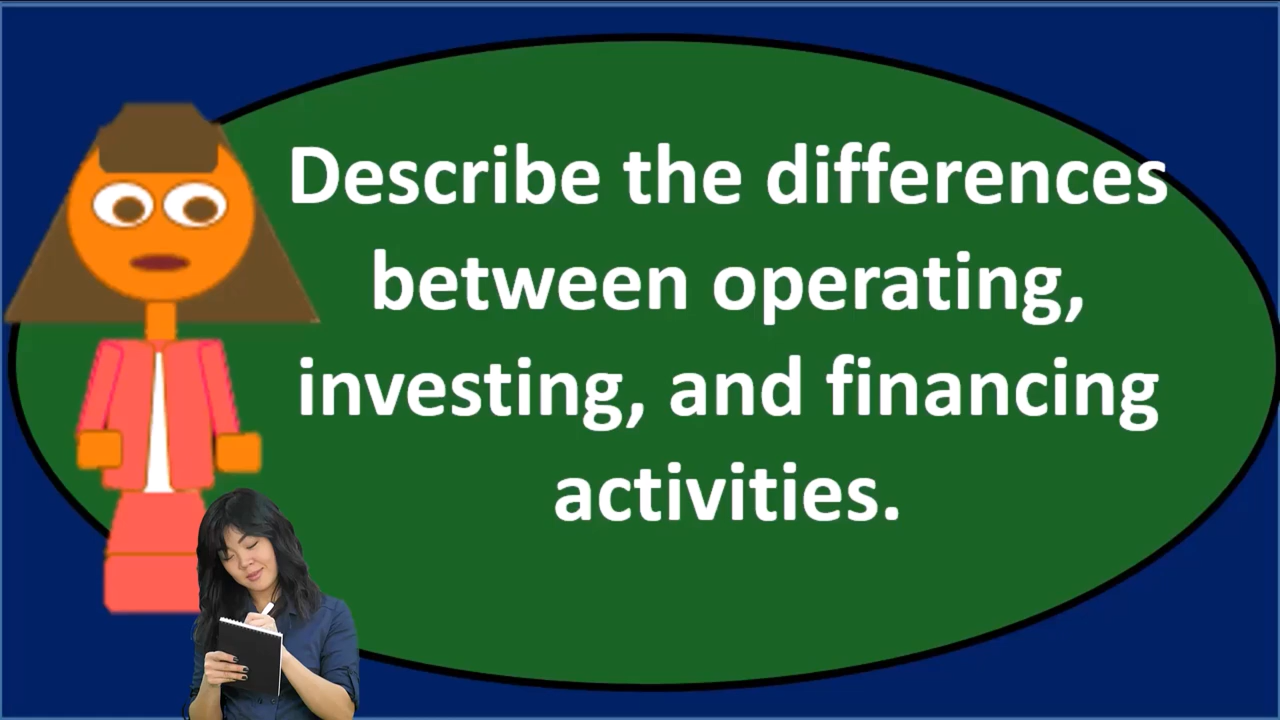 Describe the differences
between operating,
investing, and financing
activities.